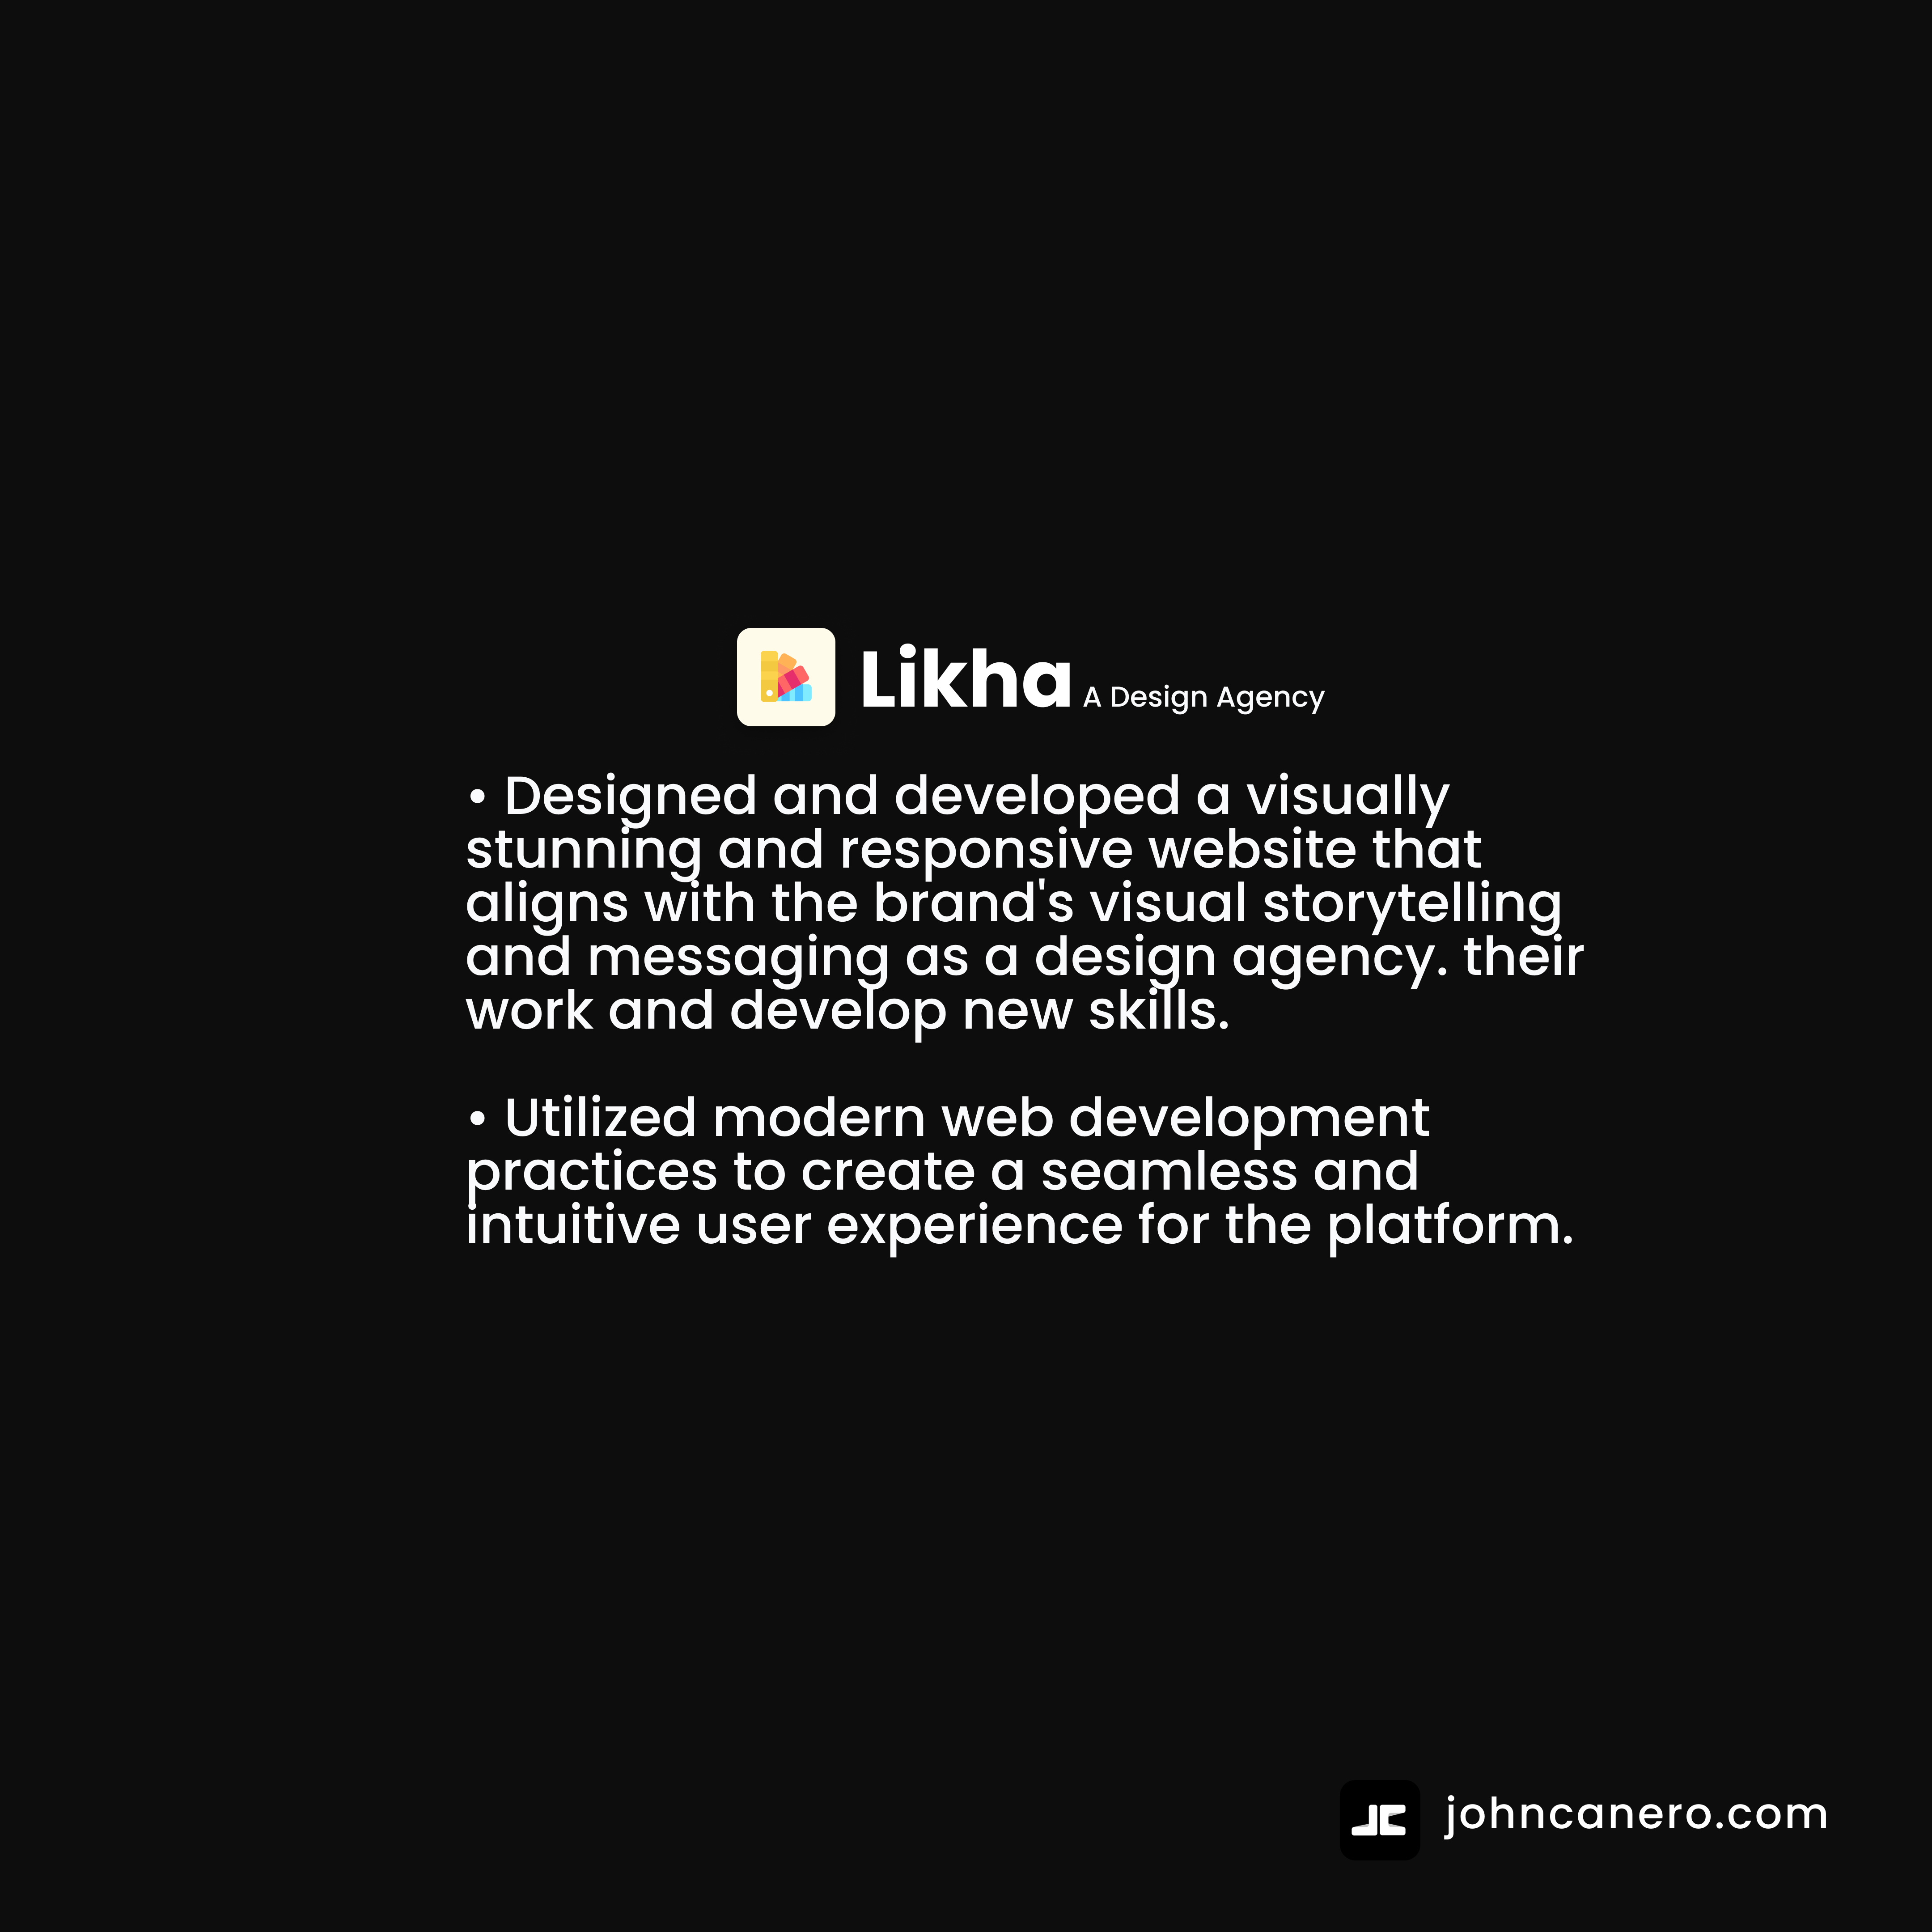 Likha A Design Agency
• Designed and developed a visually
stunning and responsive website that
aligns with the brand's visual storytelling
and messaging as a design agency. their
work and develop new skills.
• Utilized modern web development
practices to create a seamless and
intuitive user experience for the platform.
JC johncanero.com